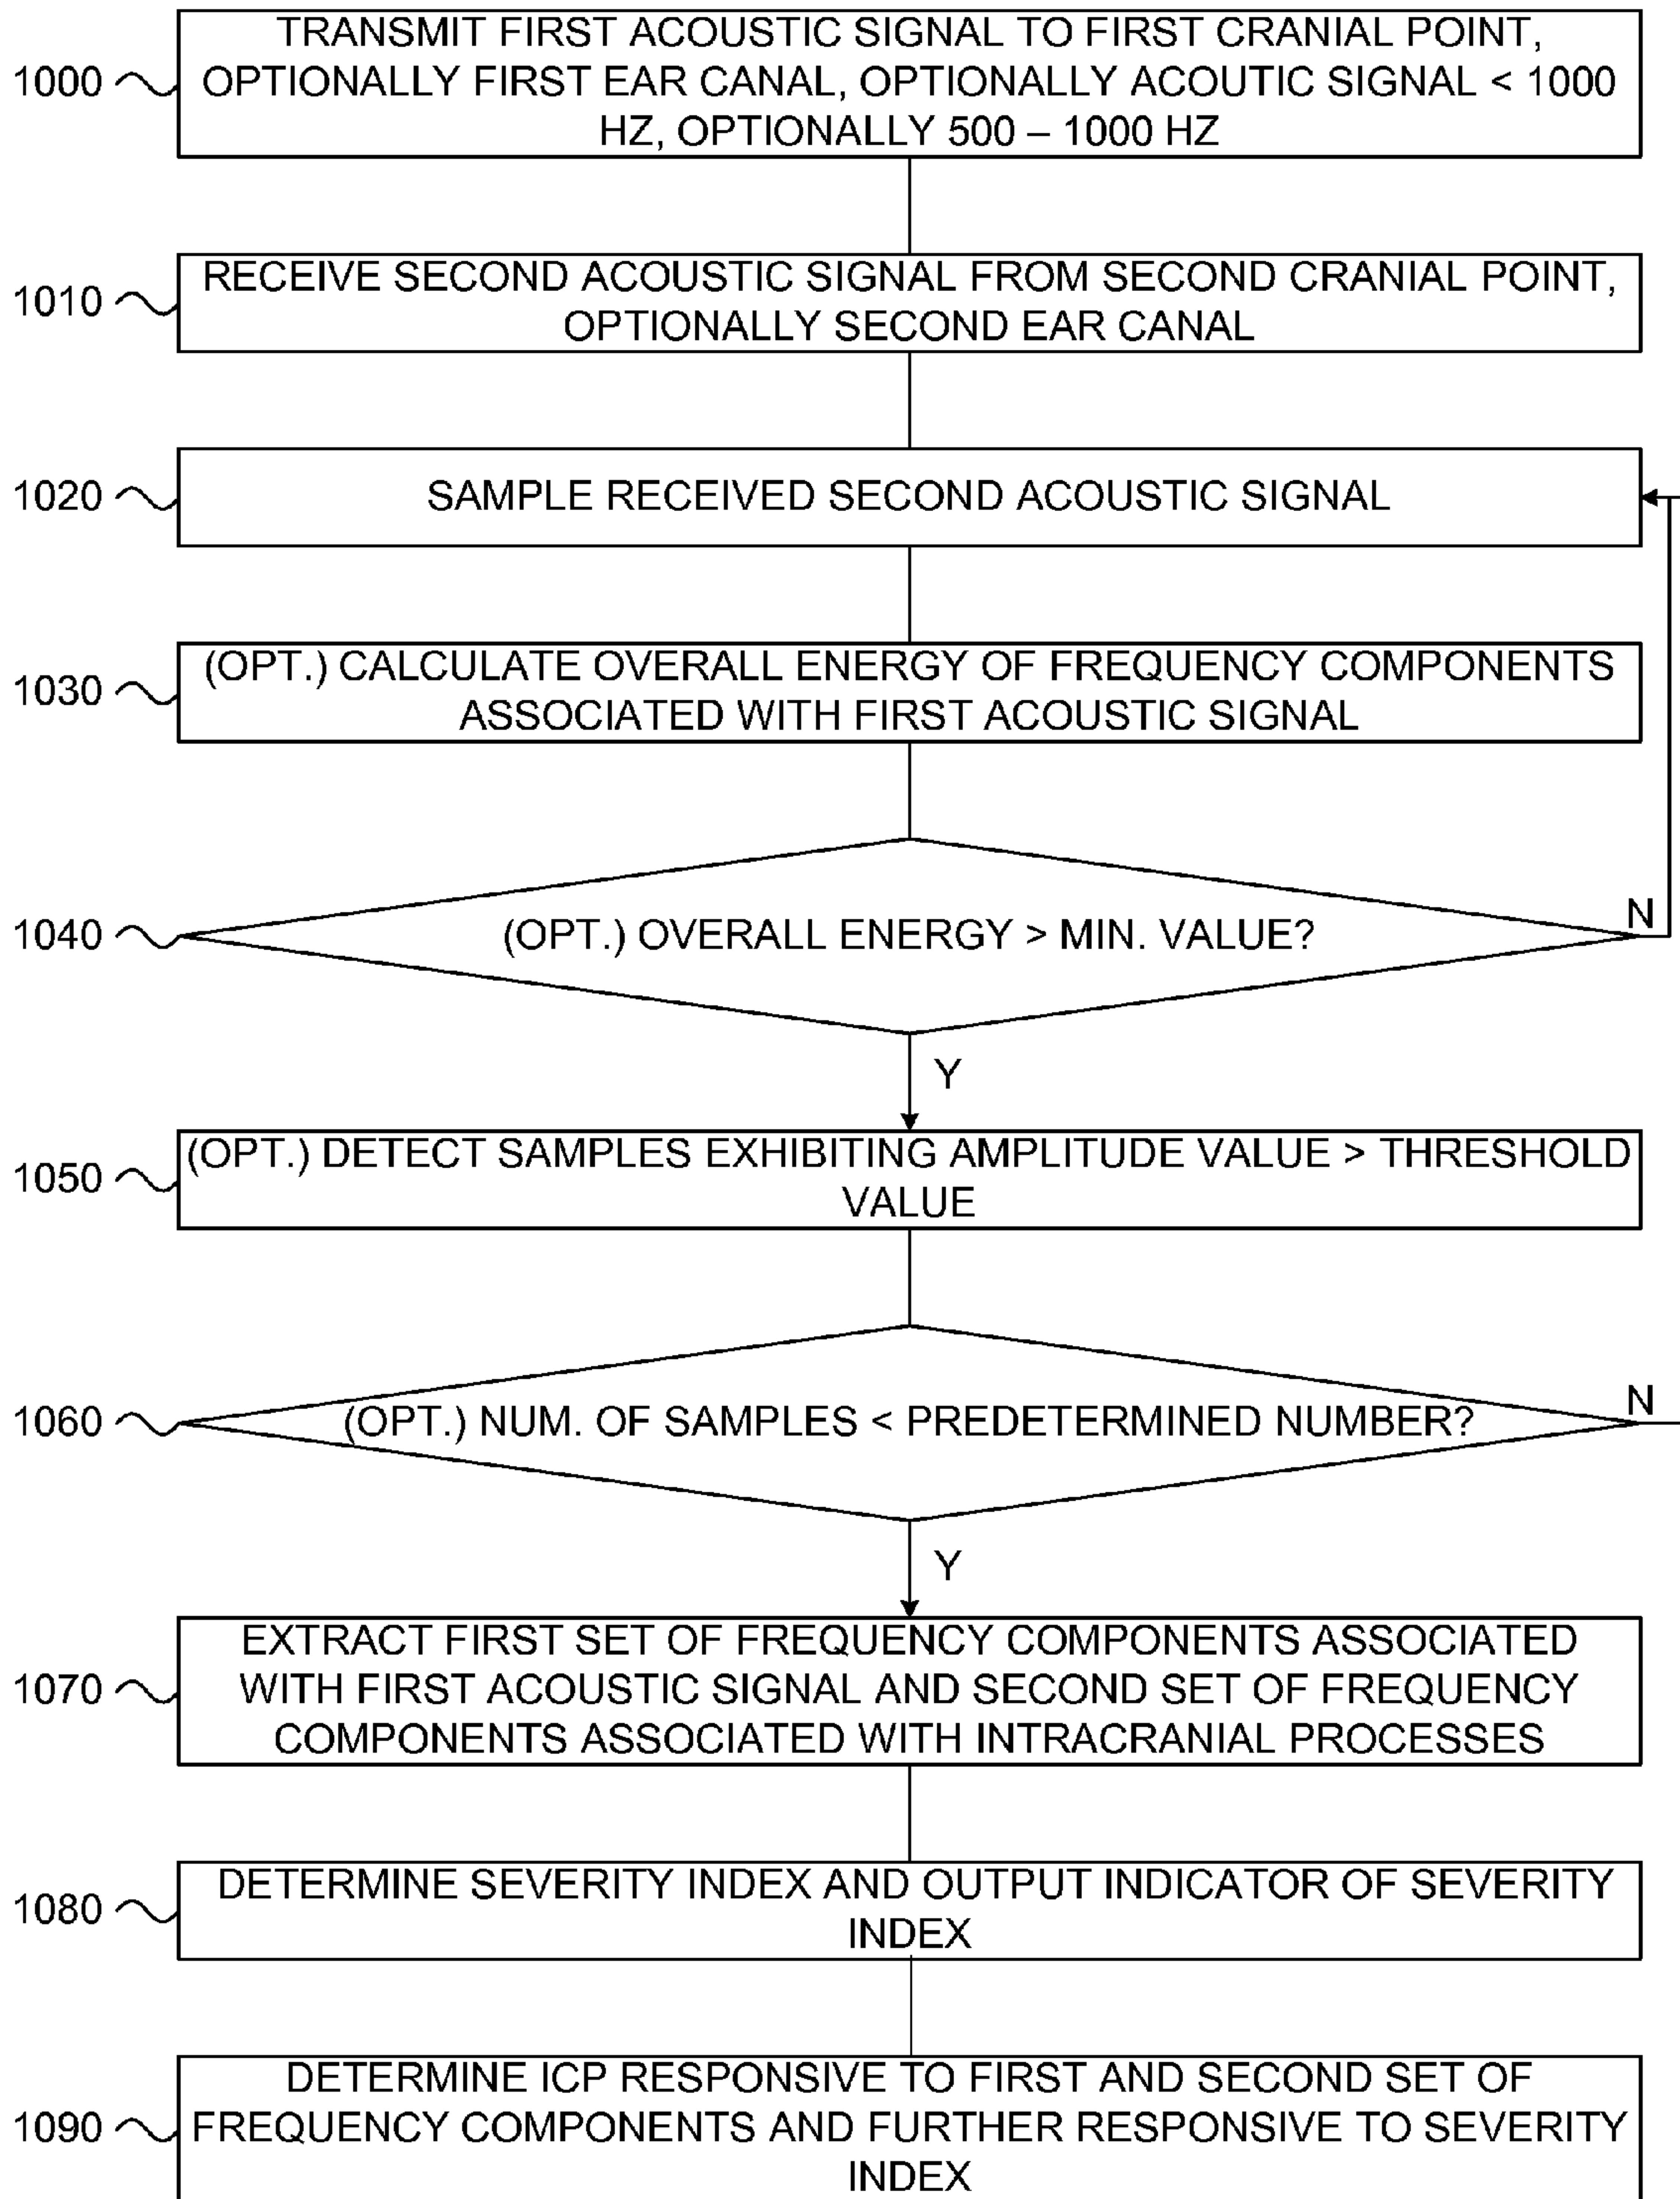 1000
TRANSMIT FIRST ACOUSTIC SIGNAL TO FIRST CRANIAL POINT,
OPTIONALLY FIRST EAR CANAL, OPTIONALLY ACOUTIC SIGNAL < 1000
HZ, OPTIONALLY 500 – 1000 HZ
1010
RECEIVE SECOND ACOUSTIC SIGNAL FROM SECOND CRANIAL POINT,
OPTIONALLY SECOND EAR CANAL
1020
SAMPLE RECEIVED SECOND ACOUSTIC SIGNAL
1030
(OPT.) CALCULATE OVERALL ENERGY OF FREQUENCY COMPONENTS
ASSOCIATED WITH FIRST ACOUSTIC SIGNAL
1040
(OPT.) OVERALL ENERGY > MIN. VALUE?
N
Y
1050
(OPT.) DETECT SAMPLES EXHIBITING AMPLITUDE VALUE > THRESHOLD
VALUE
1060
(OPT.) NUM. OF SAMPLES < PREDETERMINED NUMBER?
N
Y
1070
EXTRACT FIRST SET OF FREQUENCY COMPONENTS ASSOCIATED
WITH FIRST ACOUSTIC SIGNAL AND SECOND SET OF FREQUENCY
COMPONENTS ASSOCIATED WITH INTRACRANIAL PROCESSES
1080
DETERMINE SEVERITY INDEX AND OUTPUT INDICATOR OF SEVERITY
INDEX
1090
DETERMINE ICP RESPONSIVE TO FIRST AND SECOND SET OF
FREQUENCY COMPONENTS AND FURTHER RESPONSIVE TO SEVERITY
INDEX